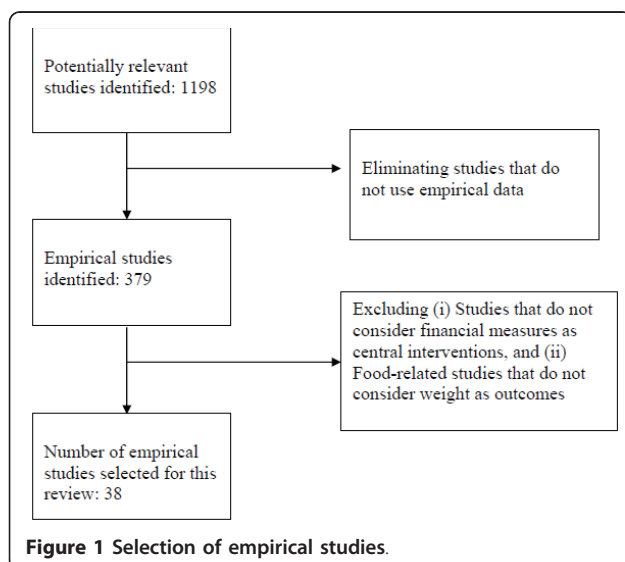 Potentially relevant
studies identified: 1198
Eliminating studies that do
not use empirical data
Empirical studies
identified: 379
Excluding (i) Studies that do not
consider financial measures as
central interventions, and (ii)
Food-related studies that do not
consider weight as outcomes
Number of empirical
studies selected for this
review: 38
Figure 1 Selection of empirical studies.